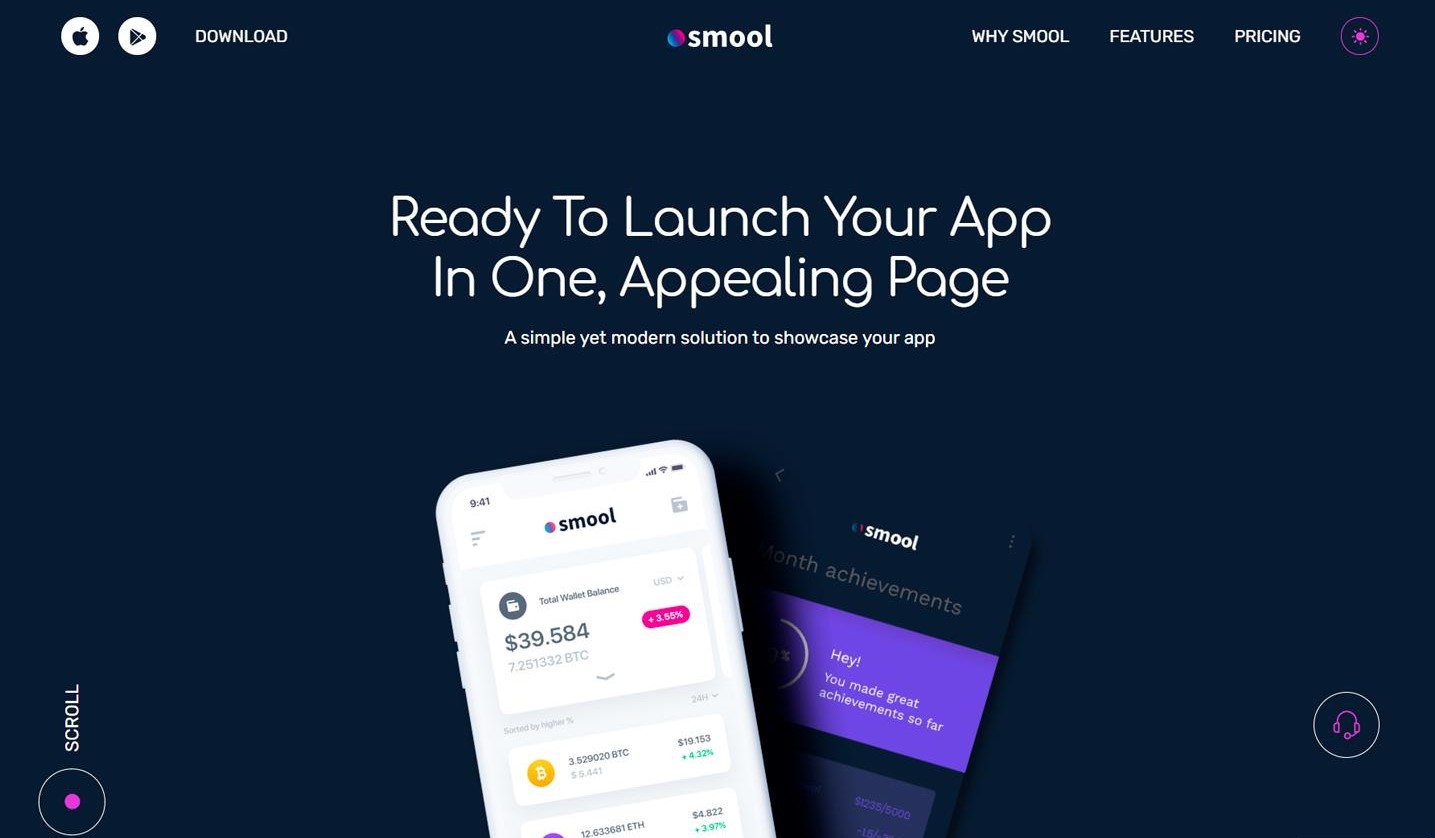 DOWNLOAD
smool
WHY SMOOL
FEATURES
PRICING
Ready To Launch Your App
In One, Appealing Page
A simple yet modern solution to showcase your app
9:41
smool
Total Wallet Balance
USD
$39.584
+ 3.55%
7.251332 BTC
24H
Sorted by higher %
3.529020 BTC
$19.153
$ 5.441
+ 4.32%
12.633681 ETH
$4.822
+ 3.97%
smool
Month achievements
Hey!
You made great
achievements so far
$1235/5000
SCROLL